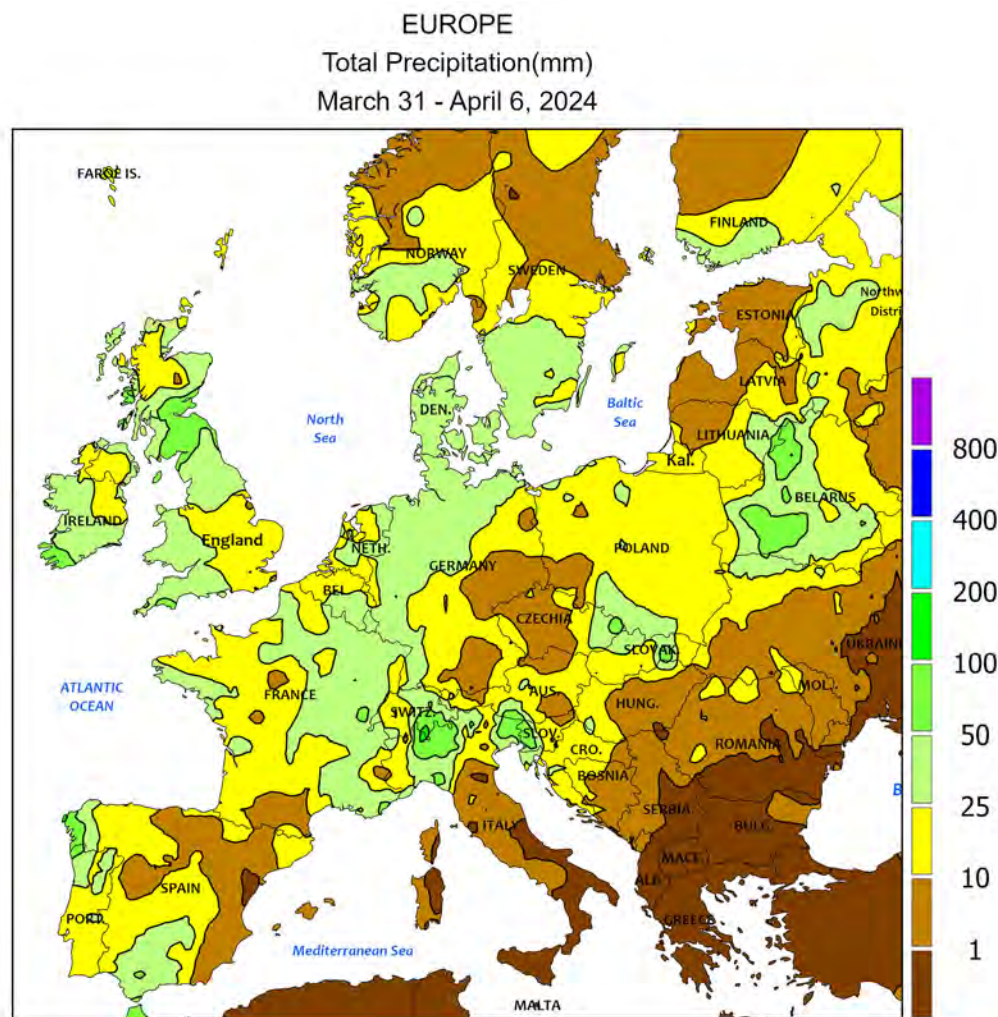 EUROPE
Total Precipitation(mm)
March 31 - April 6, 2024
FAROE IS.
FINLAND
NORWAY
SWEDEN
Northw
Distri
ESTONIA
LATVIA
North
Sea
Baltic
Sea
DEN.
LITHUANIA
Kal.
BELARUS
IRELAND
England
NETH.
POLAND
GERMANY
BEL.
CZECHIA
SLOVAK.
UKRAIN
ATLANTIC
OCEAN
FRANCE
AUS.
MOL.
SWITZ.
HUNG.
SLOV.
CRO.
ROMANIA
BOSNIA
B
SERBIA
ITALY
BULG.
MACE.
SPAIN
ALB.
PORT.
GREECE
Mediterranean Sea
MALTA
800
400
200
100
50
25
10
1